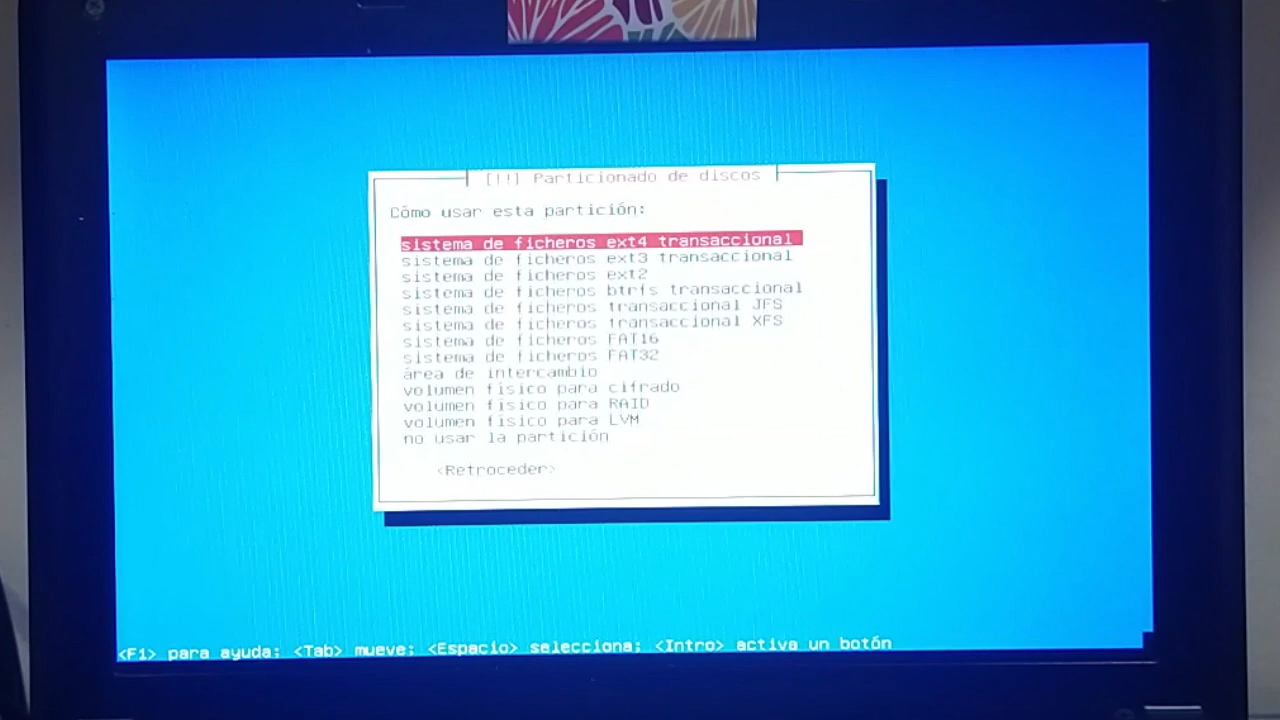 [!!] Particionado de discos
Cómo usar esta partición:
sistema de ficheros ext4 transaccional
sistema de ficheros ext3 transaccional
sistema de ficheros ext2
sistema de ficheros btrfs transaccional
sistema de ficheros transaccional JFS
sistema de ficheros transaccional XFS
sistema de ficheros FAT16
sistema de ficheros FAT32
área de intercambio
volumen físico para cifrado
volumen físico para RAID
volumen físico para LVM
no usar la partición
<Retroceder>
<F1> para ayuda; <Tab> mueve; <Espacio> selecciona; <Intro> activa un botón